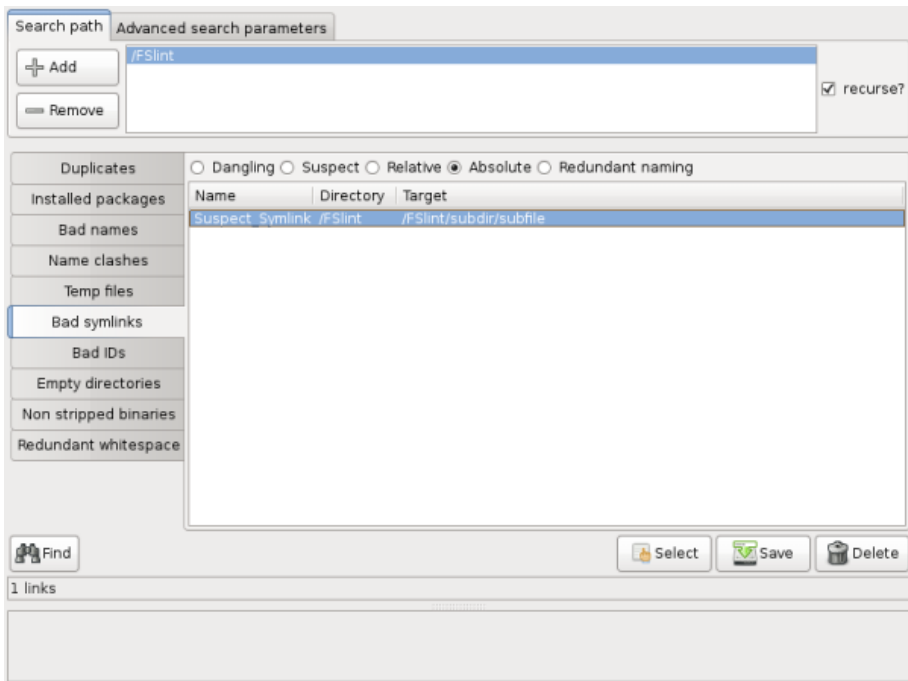 Search path Advanced search parameters
Add
/FSlint
Remove
recurse?
Duplicates
Installed packages
Bad names
Name clashes
Temp files
Bad symlinks
Bad IDs
Empty directories
Non stripped binaries
Redundant whitespace
Dangling Suspect Relative Absolute Redundant naming
Name Directory Target
Suspect_Symlink /FSlint /FSlint/subdir/subfile
Find Select Save Delete
1 links